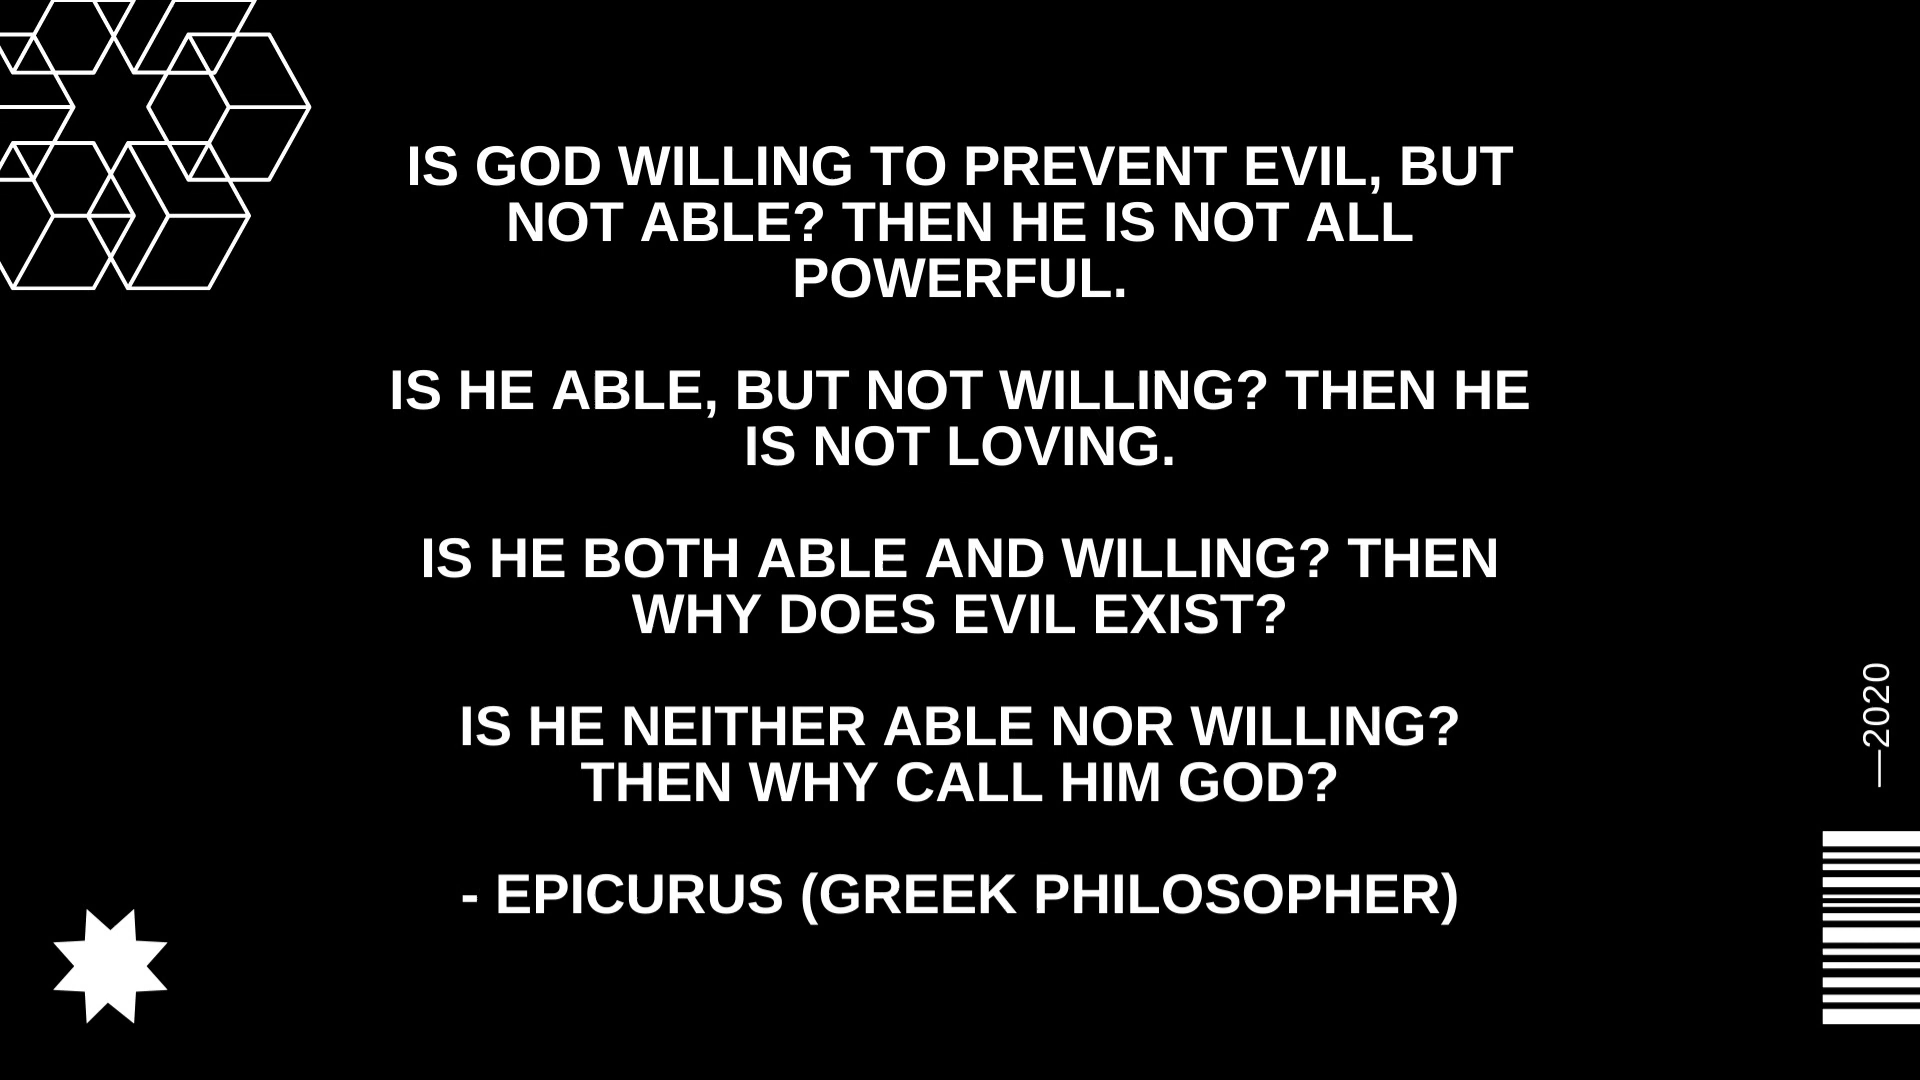 IS GOD WILLING TO PREVENT EVIL, BUT
NOT ABLE? THEN HE IS NOT ALL
POWERFUL.
IS HE ABLE, BUT NOT WILLING? THEN HE
IS NOT LOVING.
IS HE BOTH ABLE AND WILLING? THEN
WHY DOES EVIL EXIST?
IS HE NEITHER ABLE NOR WILLING?
THEN WHY CALL HIM GOD?
- EPICURUS (GREEK PHILOSOPHER)
—2020